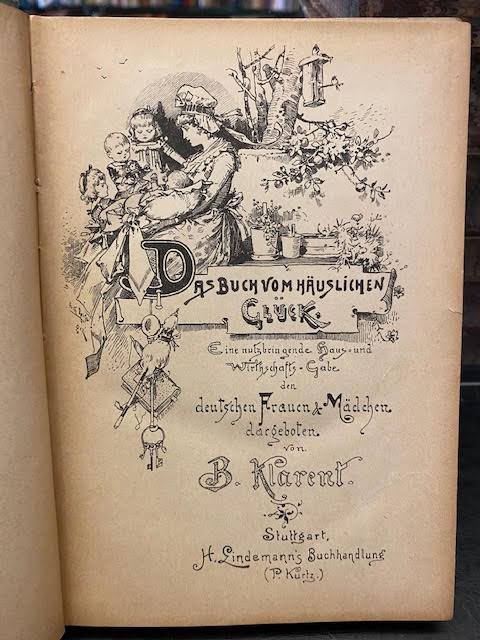 DAS BUCH VOM HÄUSLICHEN
GLÜCK.
Eine nutzbringende Haus- und
Wirthschafts-Gabe
den
deutschen Frauen & Mädchen
dargeboten
von
B. Klarent.
Stuttgart,
H. Lindemann's Buchhandlung
(P. Kurtz.)